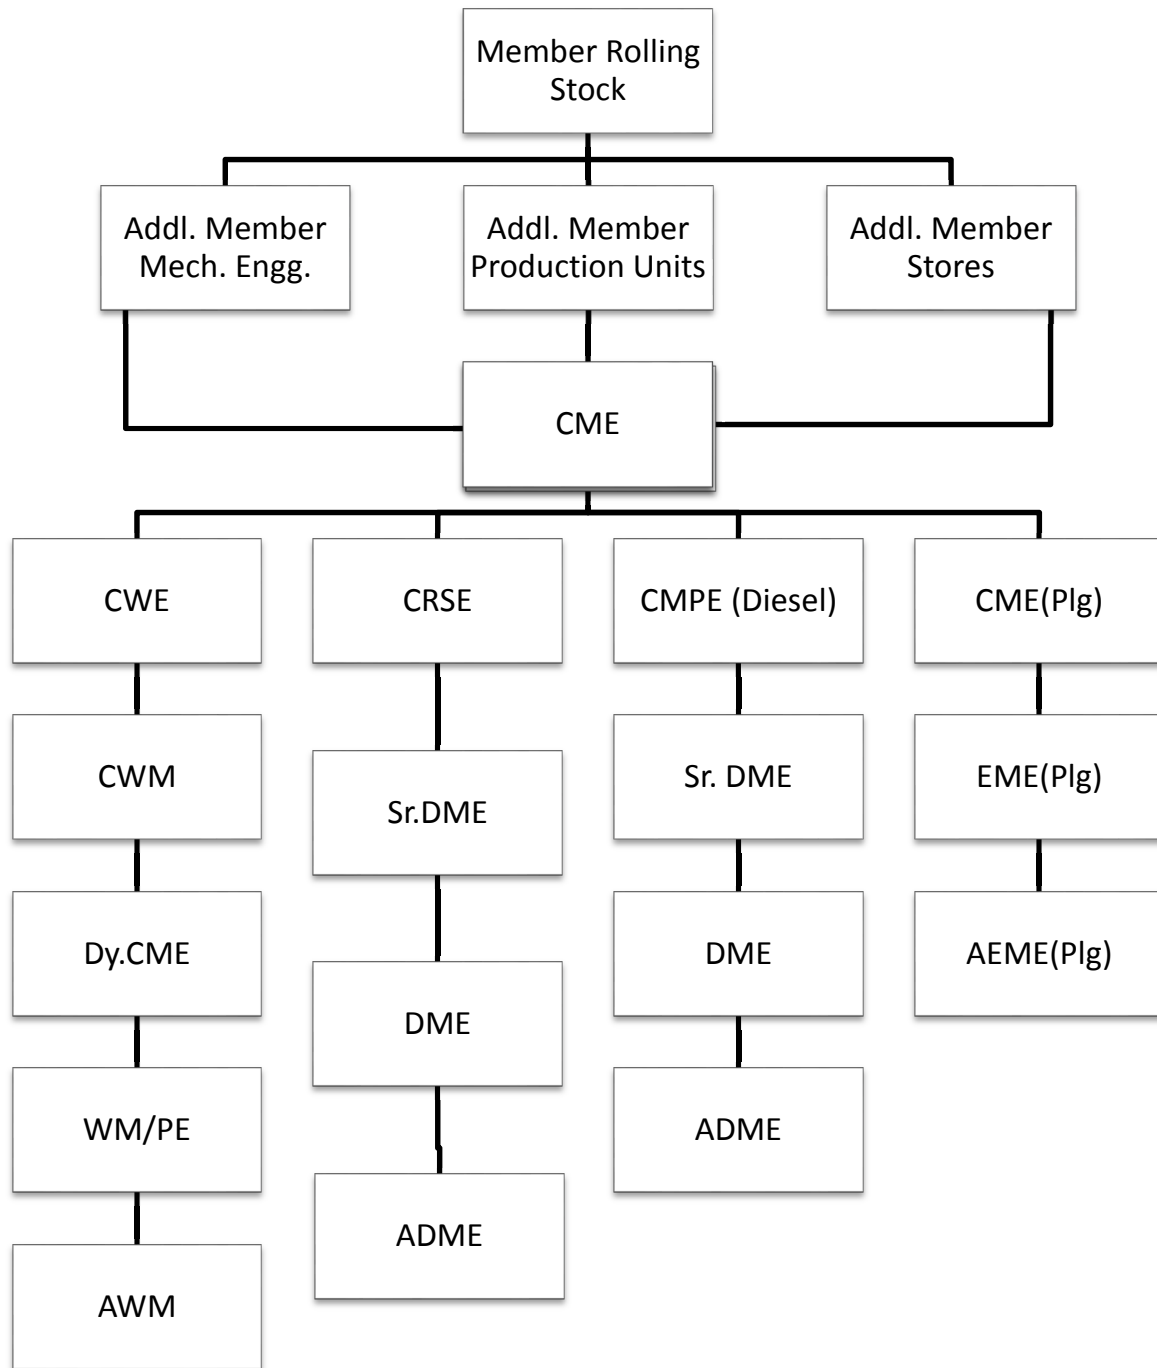 Member Rolling
Stock
Addl. Member
Mech. Engg.
Addl. Member
Production Units
Addl. Member
Stores
CME
CWE
CRSE
CMPE (Diesel)
CME(Plg)
CWM
Sr.DME
Sr. DME
EME(Plg)
Dy.CME
DME
DME
AEME(Plg)
WM/PE
ADME
ADME
AWM